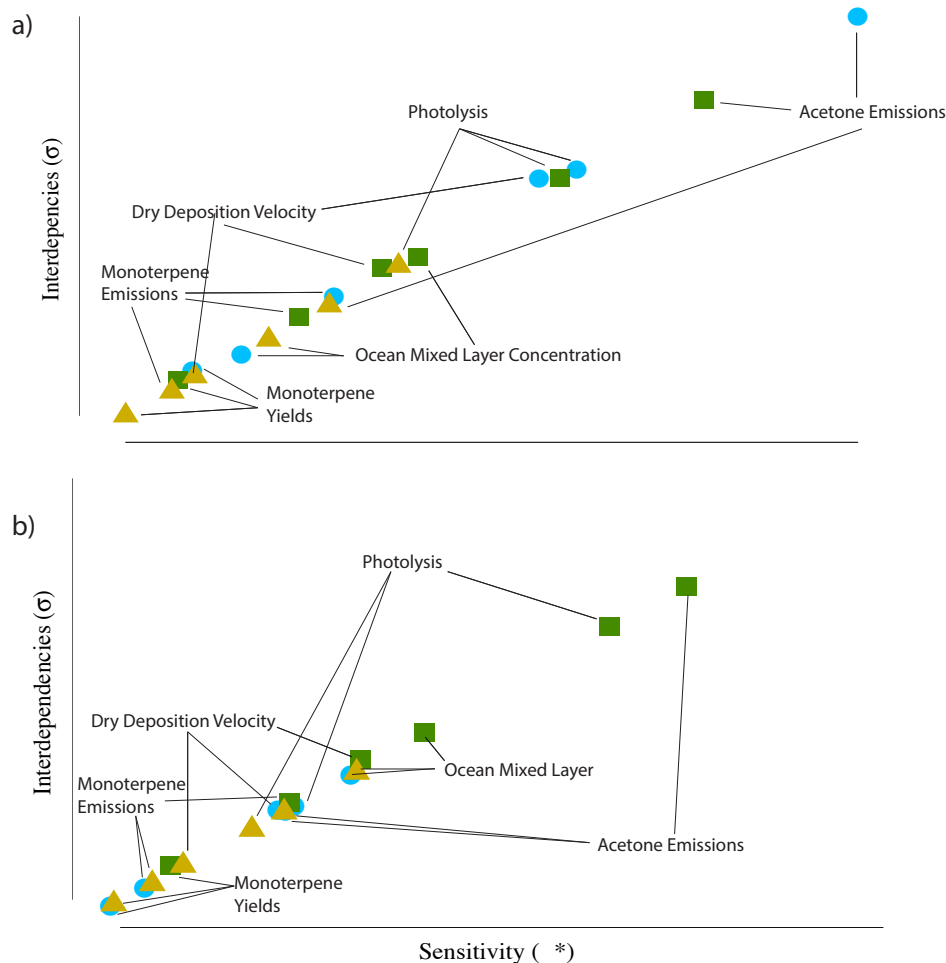 a)
Photolysis
Acetone Emissions
Dry Deposition Velocity
Monoterpene
Emissions
Ocean Mixed Layer Concentration
Monoterpene
Yields
Interdepencies (σ)
b)
Photolysis
Dry Deposition Velocity
Ocean Mixed Layer
Monoterpene
Emissions
Acetone Emissions
Monoterpene
Yields
Interdependencies (σ)
Sensitivity ( *)